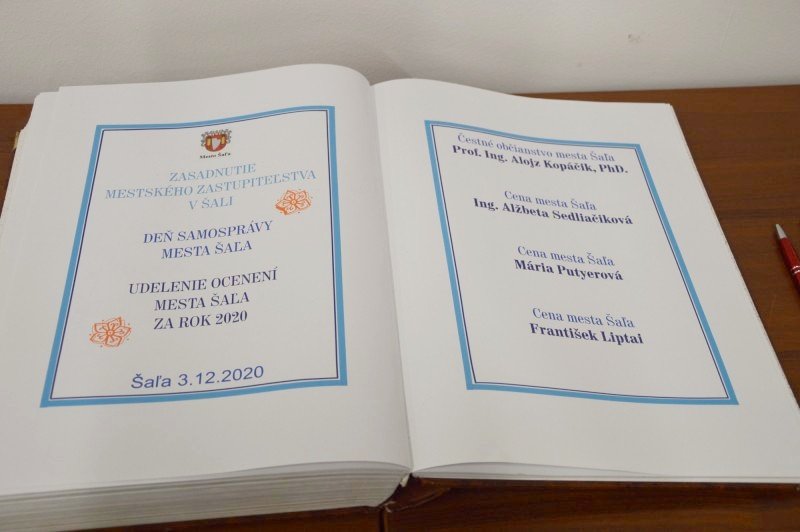 Mesto Šaľa
ZASADNUTIE
MESTSKÉHO ZASTUPITEĽSTVA
V ŠALI
DEŇ SAMOSPRÁVY
MESTA ŠAĽA
UDELENIE OCENENÍ
MESTA ŠAĽA
ZA ROK 2020
Šaľa 3.12.2020
Čestné občianstvo mesta Šaľa
Prof. Ing. Alojz Kopáčik, PhD.
Cena mesta Šaľa
Ing. Alžbeta Sedliačiková
Cena mesta Šaľa
Mária Putyerová
Cena mesta Šaľa
František Liptai